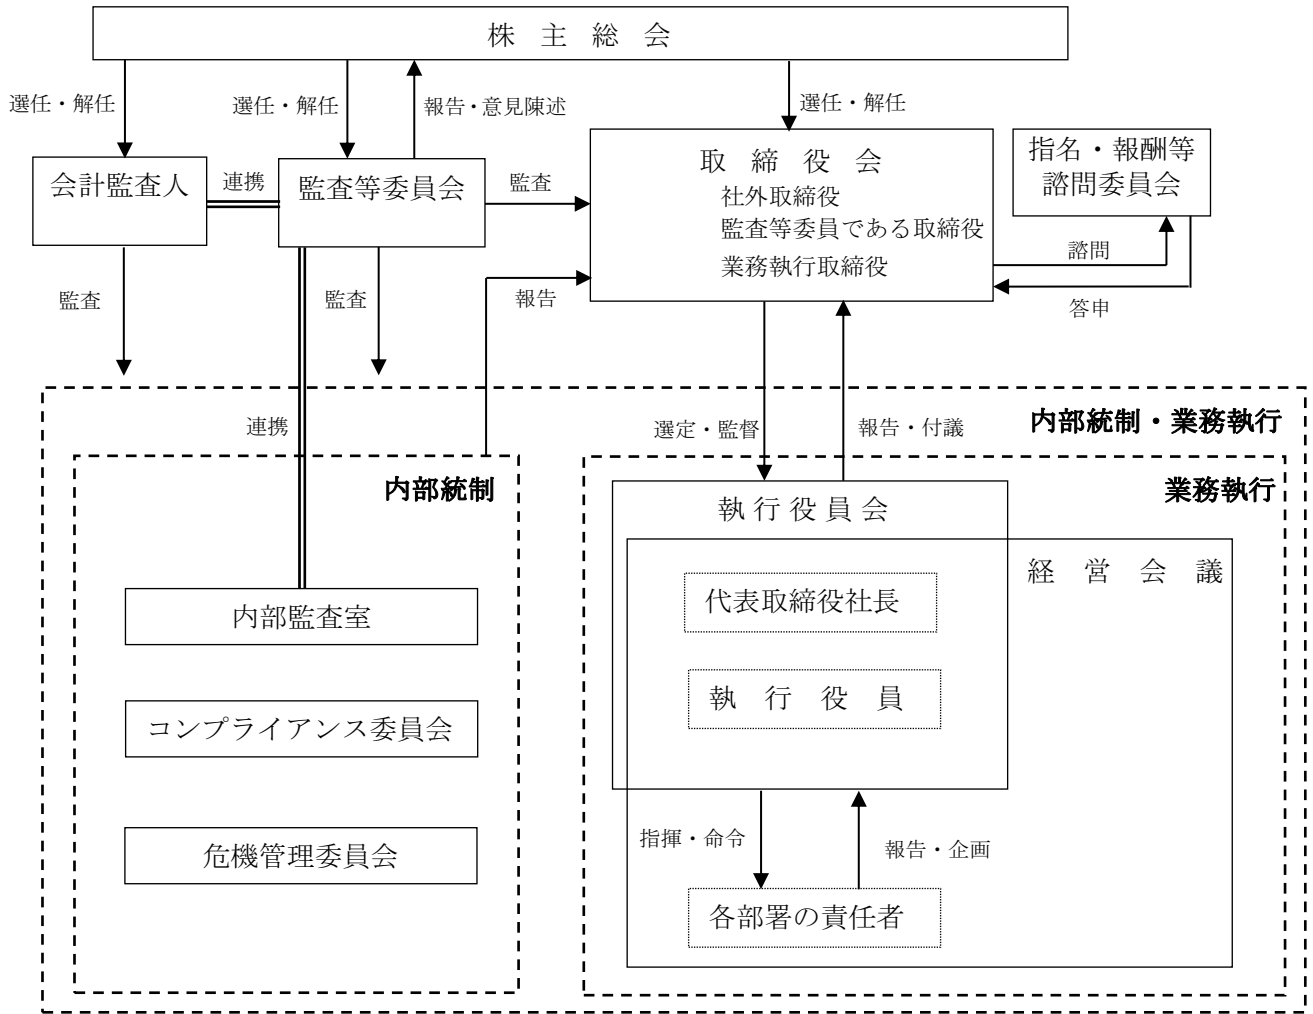 株主総会
選任・解任
選任・解任
報告・意見陳述
選任・解任
会計監査人
連携
監査等委員会
監査
取締役会
社外取締役
監査等委員である取締役
業務執行取締役
指名・報酬等
諮問委員会
諮問
答申
監査
監査
報告
連携
選定・監督
報告・付議
内部統制・業務執行
内部統制
業務執行
執行役員会
経営会議
代表取締役社長
執行役員
内部監査室
コンプライアンス委員会
危機管理委員会
指揮・命令
報告・企画
各部署の責任者